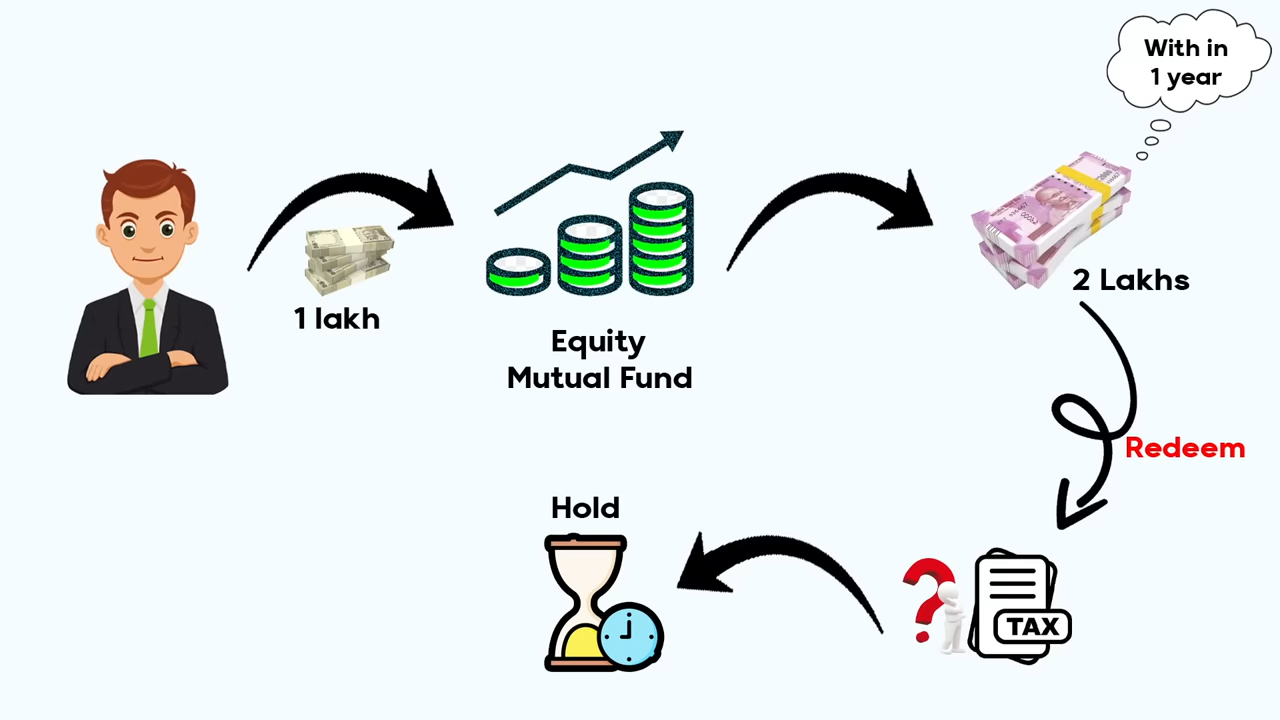 With in
1 year
1 lakh
Equity
Mutual Fund
2 Lakhs
Redeem
Hold
TAX